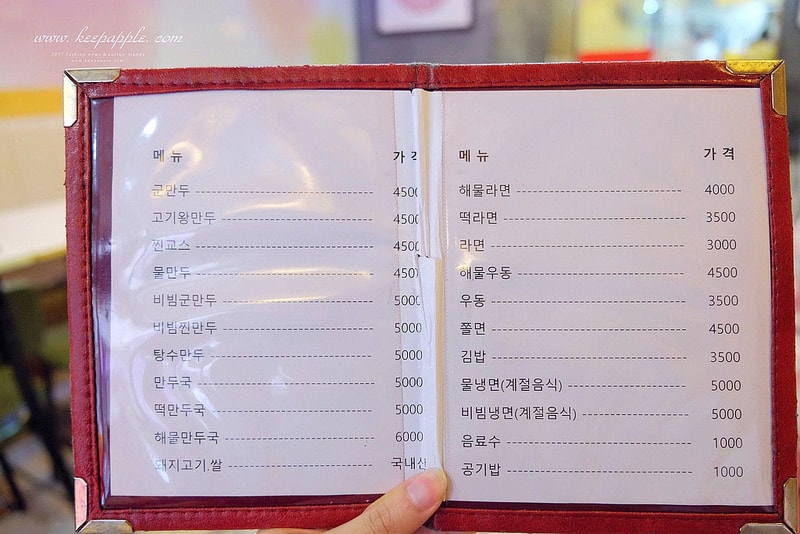 www.keepapple.com
메뉴 가격
군만두 4500
고기왕만두 4500
찐교스 4500
물만두 4500
비빔군만두 5000
비빔찐만두 5000
탕수만두 5000
만두국 5000
떡만두국 5000
해물만두국 6000
돼지고기.쌀 국내산
메뉴 가격
해물라면 4000
떡라면 3500
라면 3000
해물우동 4500
우동 3500
쫄면 4500
김밥 3500
물냉면(계절음식) 5000
비빔냉면(계절음식) 5000
음료수 1000
공기밥 1000